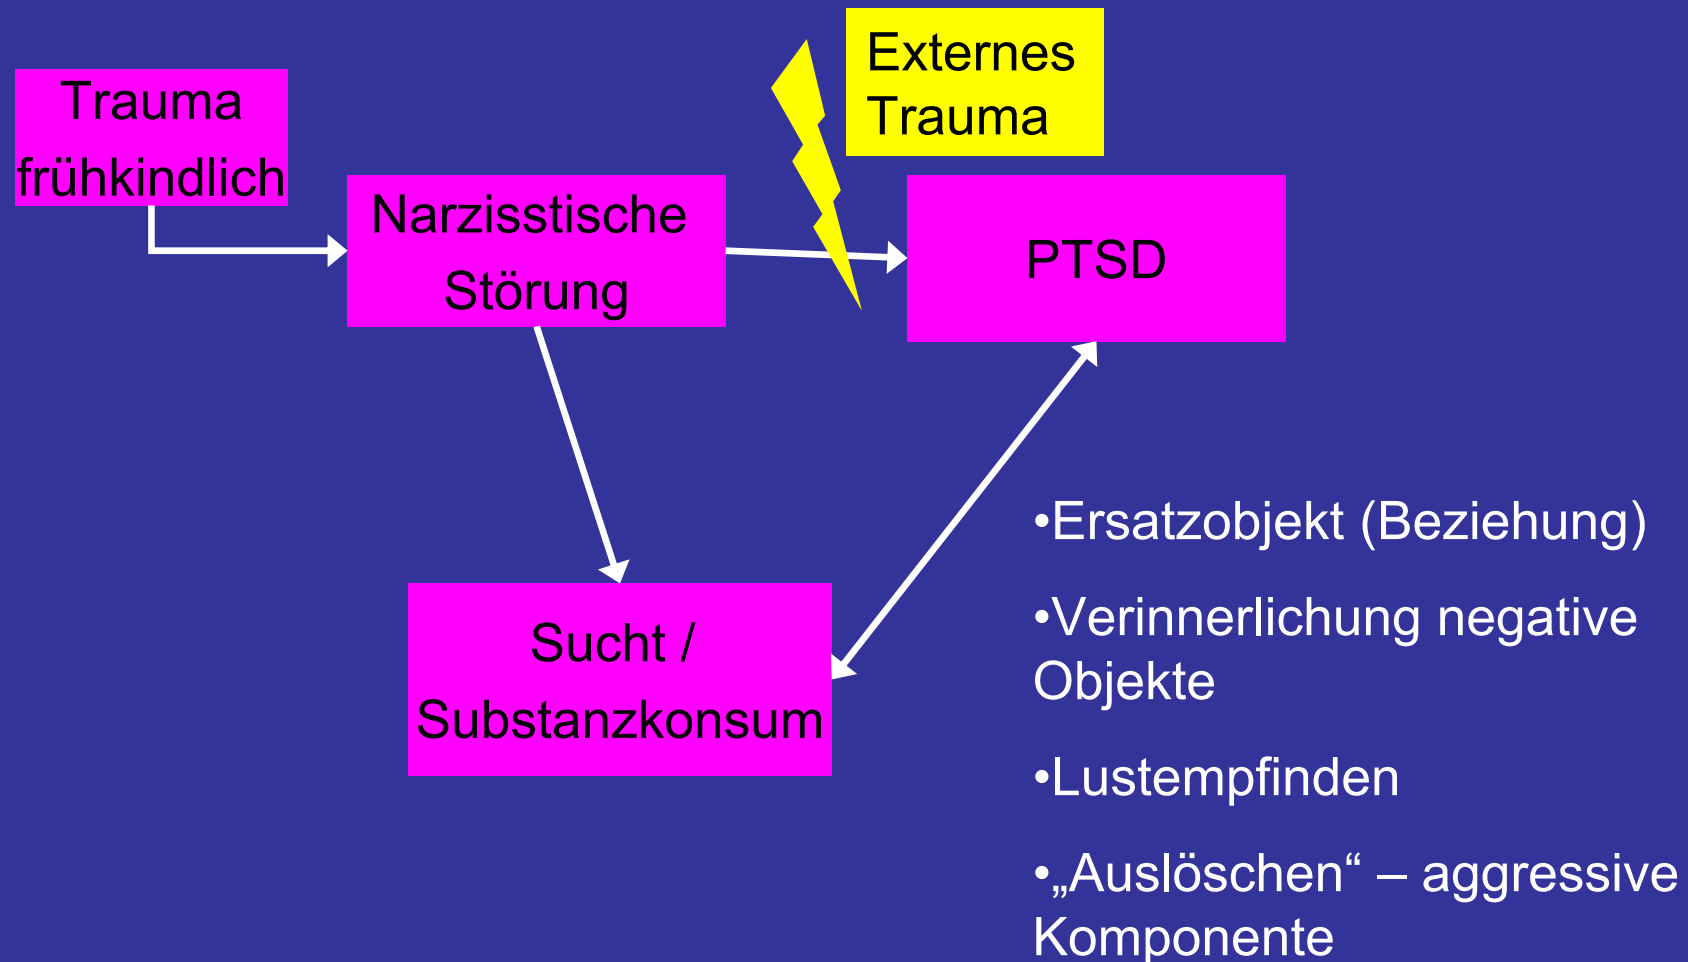 Externes
Trauma
Trauma
frühkindlich
Narzisstische
Störung
PTSD
Sucht /
Substanzkonsum
•Ersatzobjekt (Beziehung)
•Verinnerlichung negative
Objekte
•Lustempfinden
•„Auslöschen“ – aggressive
Komponente